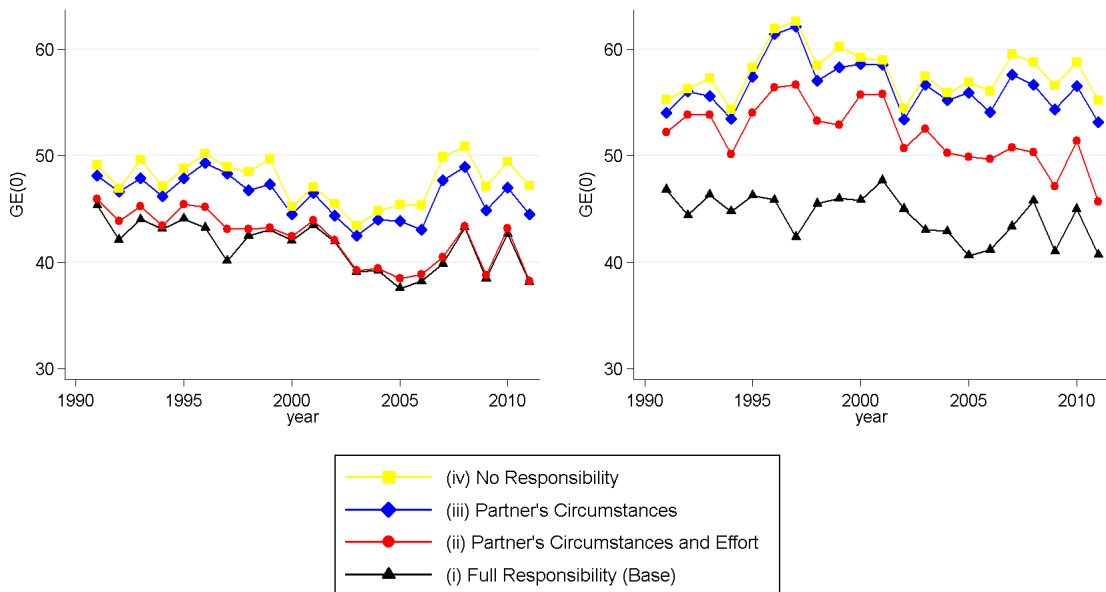 60
50
40
30
GE(0)
1990
1995
2000
2005
2010
year
60
50
40
30
GE(0)
1990
1995
2000
2005
2010
year
(iv) No Responsibility
(iii) Partner's Circumstances
(ii) Partner's Circumstances and Effort
(i) Full Responsibility (Base)